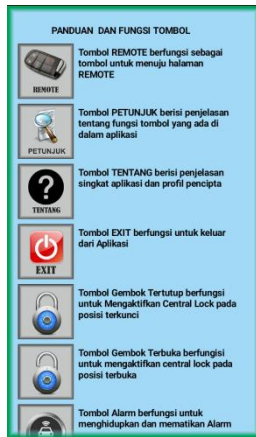 PANDUAN DAN FUNGSI TOMBOL
Tombol REMOTE berfungsi sebagai
tombol untuk menuju halaman
REMOTE
REMOTE
Tombol PETUNJUK berisi penjelasan
tentang fungsi tombol yang ada di
dalam aplikasi
PETUNJUK
Tombol TENTANG berisi penjelasan
singkat aplikasi dan profil pencipta
TENTANG
Tombol EXIT berfungsi untuk keluar
dari Aplikasi
EXIT
Tombol Gembok Tertutup berfungsi
untuk Mengaktifkan Central Lock pada
posisi terkunci
Tombol Gembok Terbuka berfungisi
untuk mengaktifkan central lock pada
posisi terbuka
Tombol Alarm berfungsi untuk
menghidupkan dan mematikan Alarm